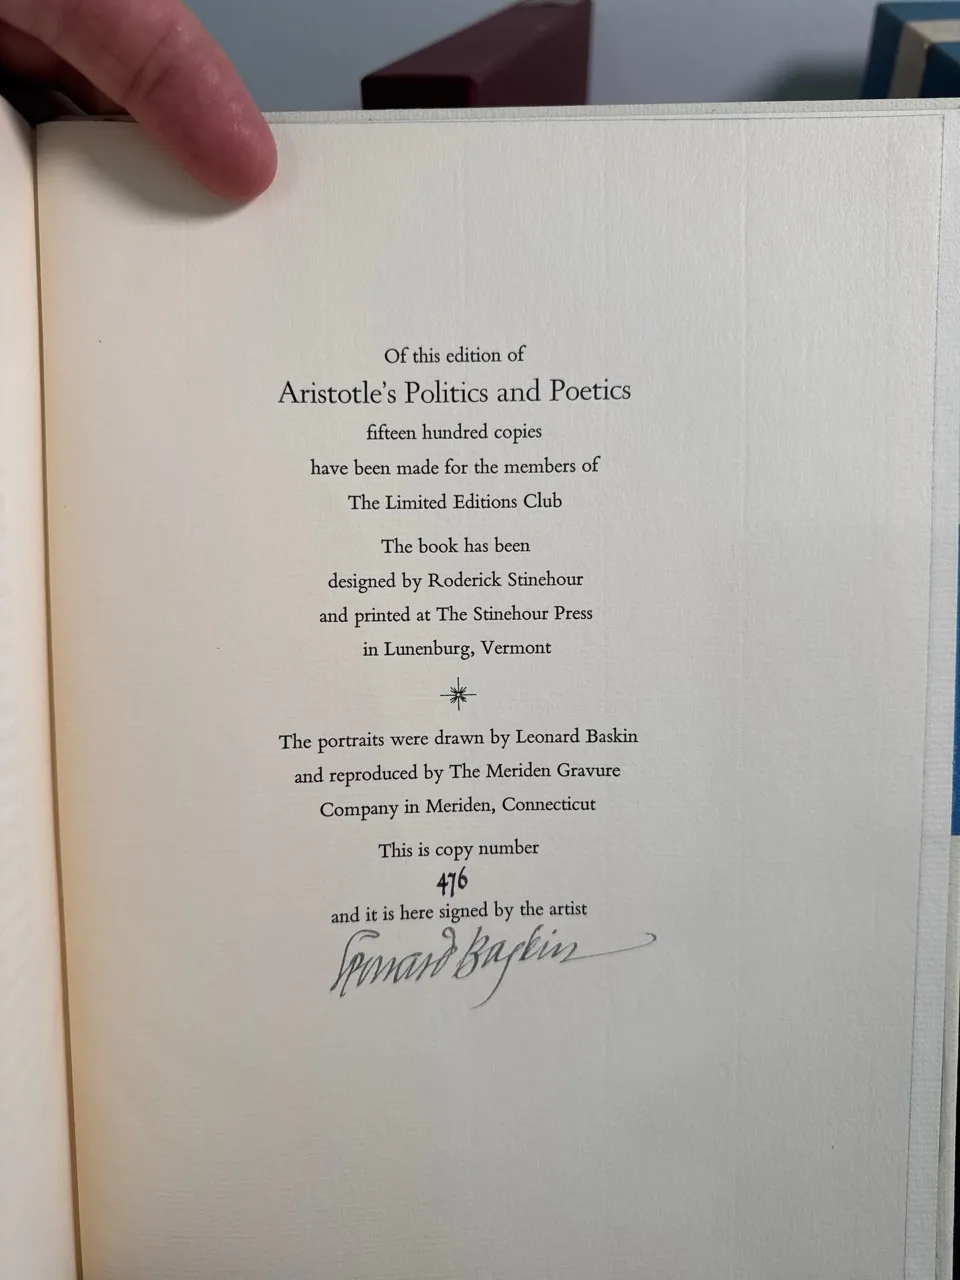 Of this edition of
Aristotle's Politics and Poetics
fifteen hundred copies
have been made for the members of
The Limited Editions Club
The book has been
designed by Roderick Stinehour
and printed at The Stinehour Press
in Lunenburg, Vermont
The portraits were drawn by Leonard Baskin
and reproduced by The Meriden Gravure
Company in Meriden, Connecticut
This is copy number
476
and it is here signed by the artist
Leonard Baskin